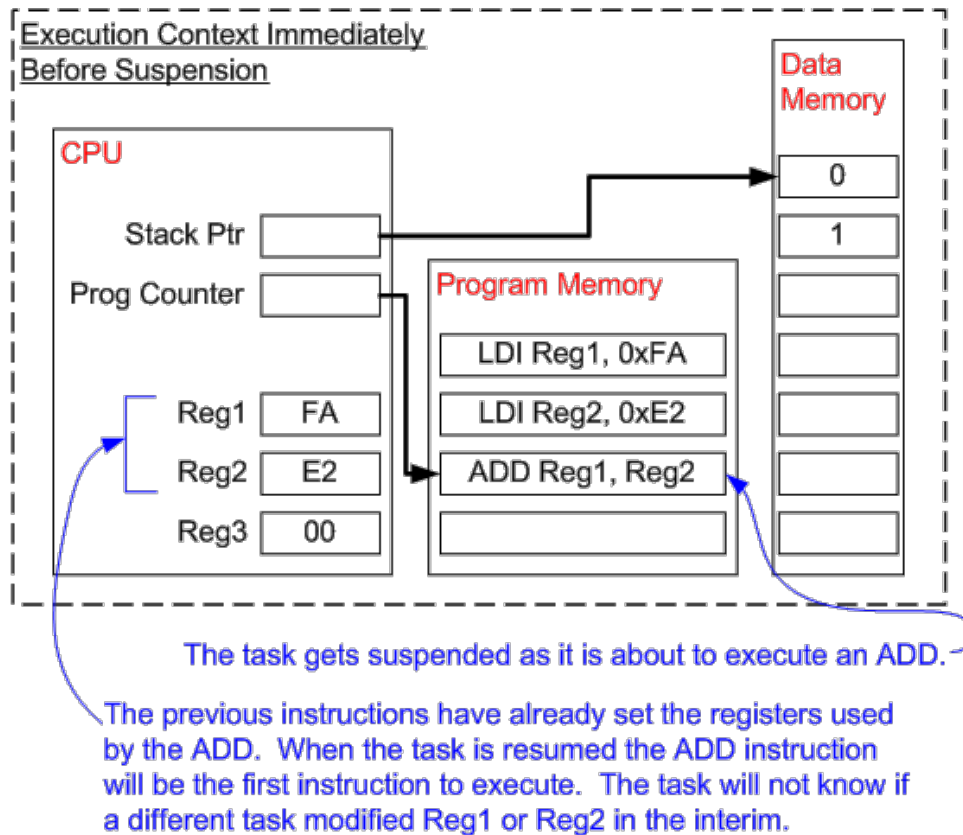 Execution Context Immediately
Before Suspension
Data
Memory
CPU
0
Stack Ptr
1
Prog Counter
Program Memory
LDI Reg1, 0xFA
Reg1 FA
LDI Reg2, 0xE2
Reg2 E2
ADD Reg1, Reg2
Reg3 00
The task gets suspended as it is about to execute an ADD.
The previous instructions have already set the registers used
by the ADD. When the task is resumed the ADD instruction
will be the first instruction to execute. The task will not know if
a different task modified Reg1 or Reg2 in the interim.